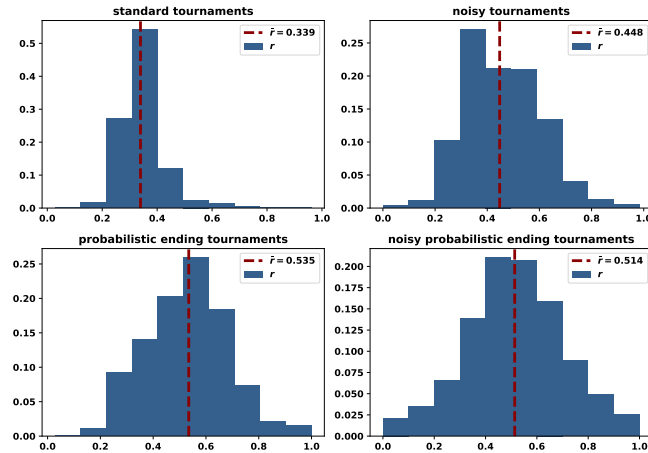 standard tournaments
r̄ = 0.339
r
0.5
0.4
0.3
0.2
0.1
0.0
0.2 0.4 0.6 0.8 1.0
noisy tournaments
r̄ = 0.448
r
0.25
0.20
0.15
0.10
0.05
0.00
0.0 0.2 0.4 0.6 0.8 1.0
probabilistic ending tournaments
r̄ = 0.535
r
0.25
0.20
0.15
0.10
0.05
0.00
0.0 0.2 0.4 0.6 0.8 1.0
noisy probabilistic ending tournaments
r̄ = 0.514
r
0.200
0.175
0.150
0.125
0.100
0.075
0.050
0.025
0.000
0.0 0.2 0.4 0.6 0.8 1.0